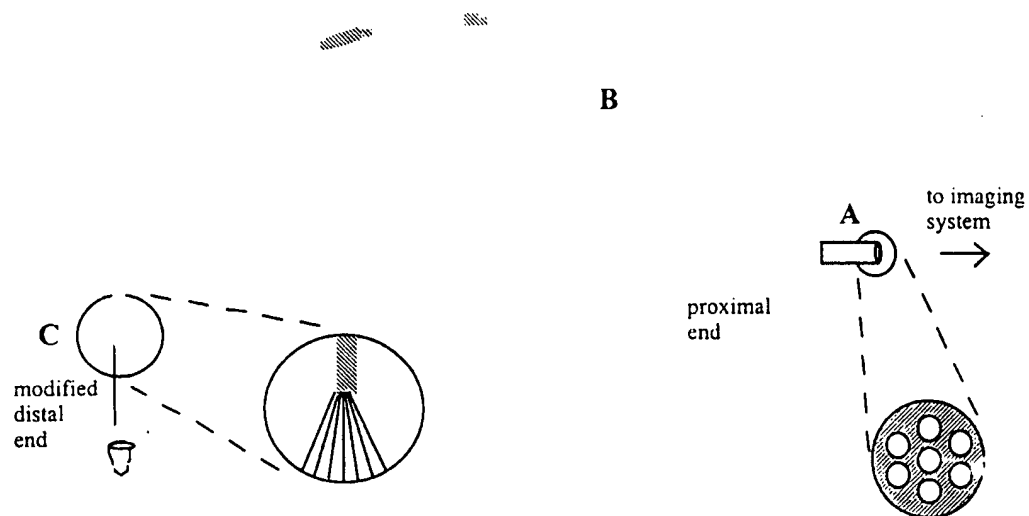 B
A
to imaging
system
proximal
end
C
modified
distal
end